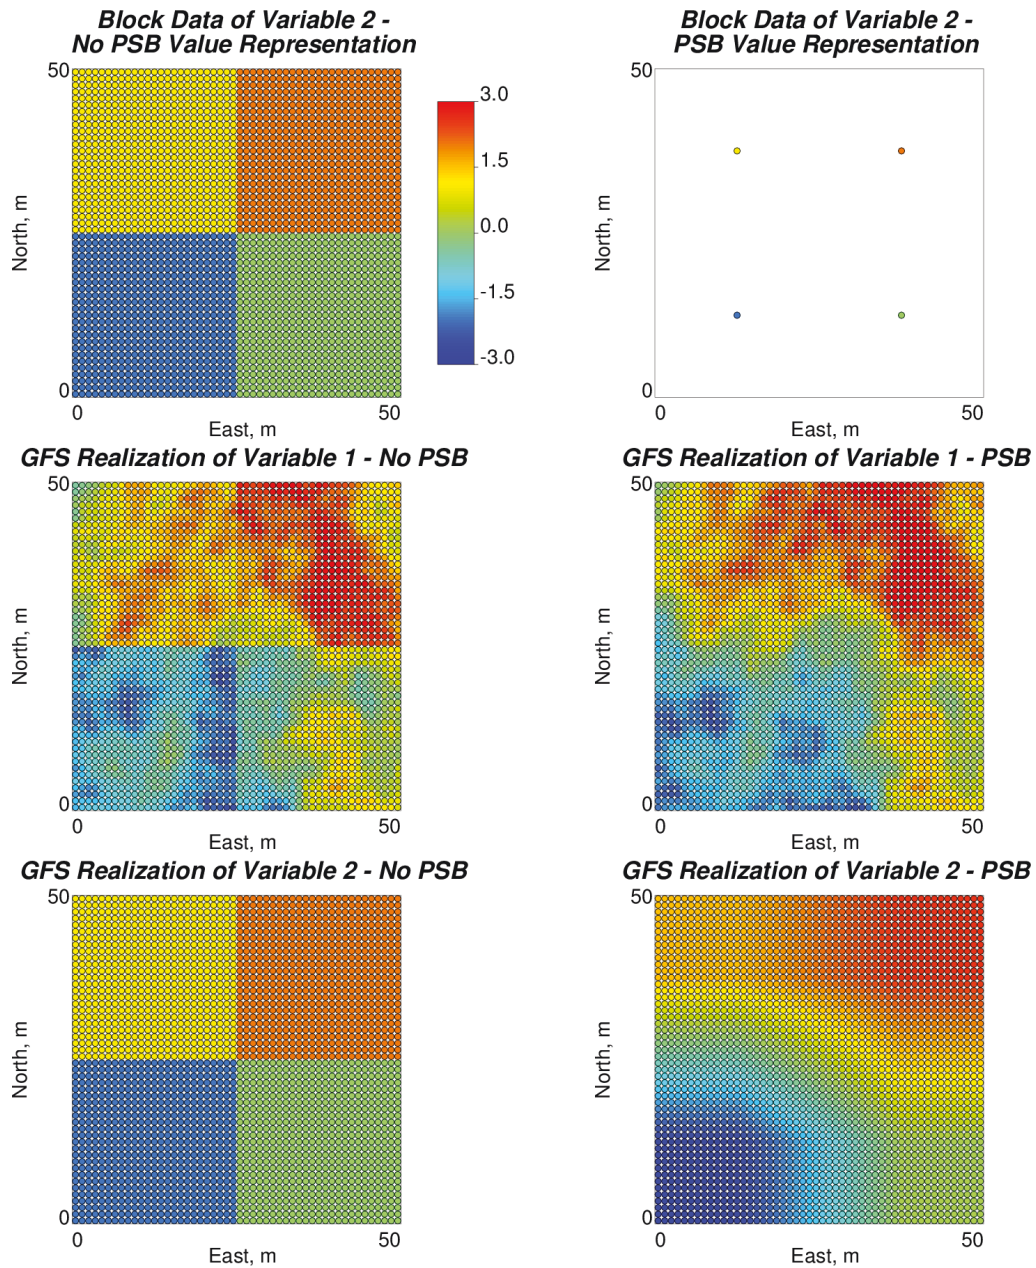 Block Data of Variable 2 -
No PSB Value Representation
50
North, m
0
0 50
East, m
3.0
1.5
0.0
-1.5
-3.0
Block Data of Variable 2 -
PSB Value Representation
50
North, m
0
0 50
East, m
GFS Realization of Variable 1 - No PSB
50
North, m
0
0 50
East, m
GFS Realization of Variable 1 - PSB
50
North, m
0
0 50
East, m
GFS Realization of Variable 2 - No PSB
50
North, m
0
0 50
East, m
GFS Realization of Variable 2 - PSB
50
North, m
0
0 50
East, m